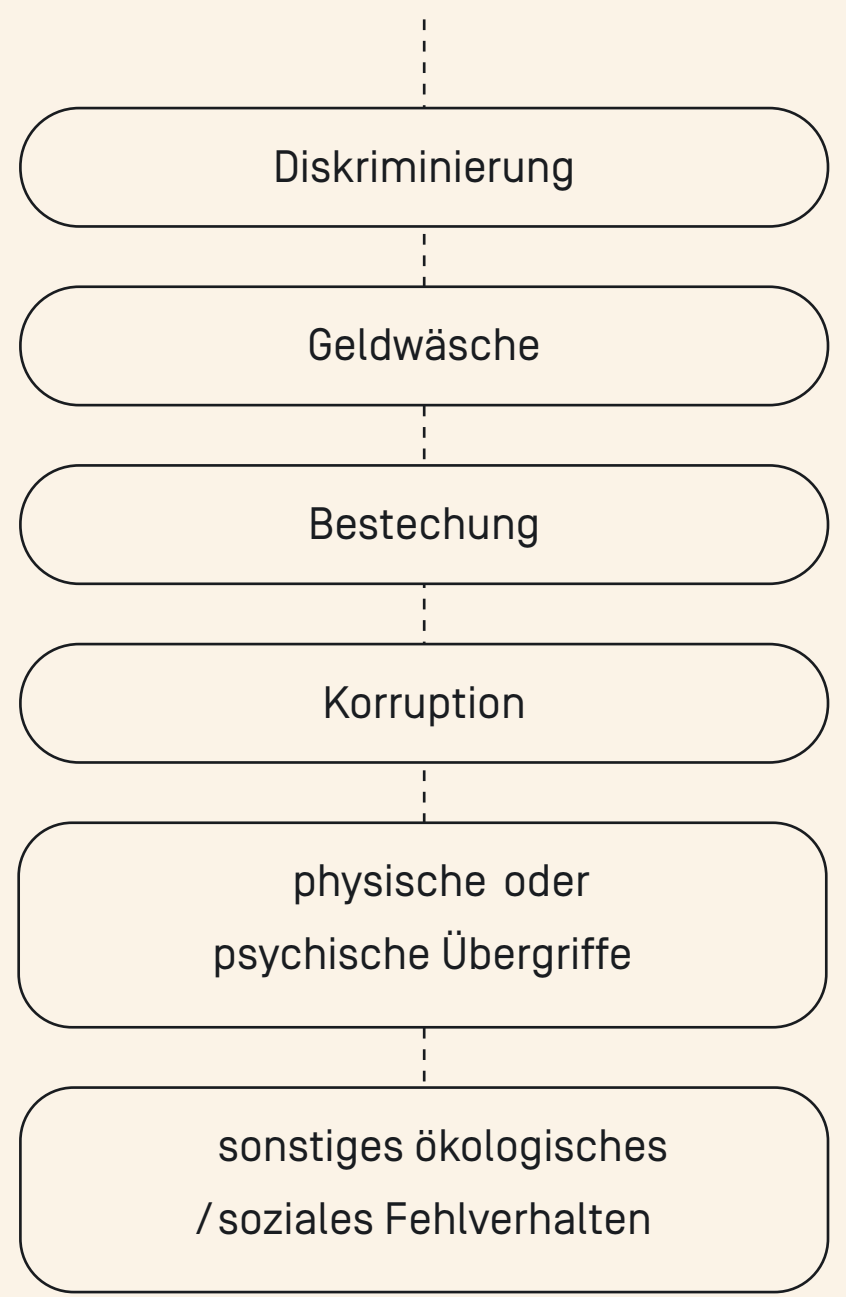 Diskriminierung
Geldwäsche
Bestechung
Korruption
physische oder
psychische Übergriffe
sonstiges ökologisches
/soziales Fehlverhalten